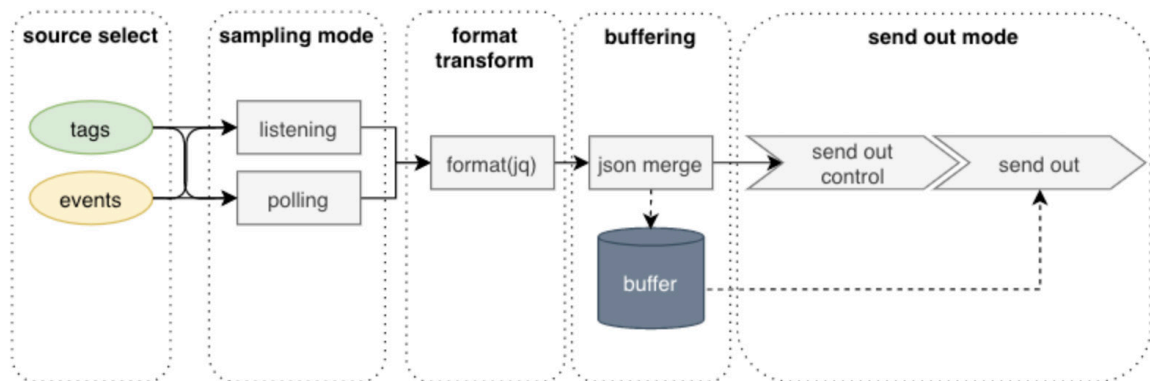 source select
sampling mode
format
transform
buffering
send out mode
tags
events
listening
polling
format(jq)
json merge
buffer
send out
control
send out